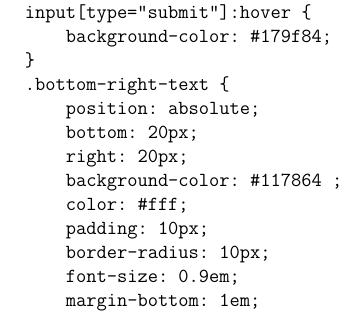 input[type="submit"]:hover {
    background-color: #179f84;
}
.bottom-right-text {
    position: absolute;
    bottom: 20px;
    right: 20px;
    background-color: #117864 ;
    color: #fff;
    padding: 10px;
    border-radius: 10px;
    font-size: 0.9em;
    margin-bottom: 1em;